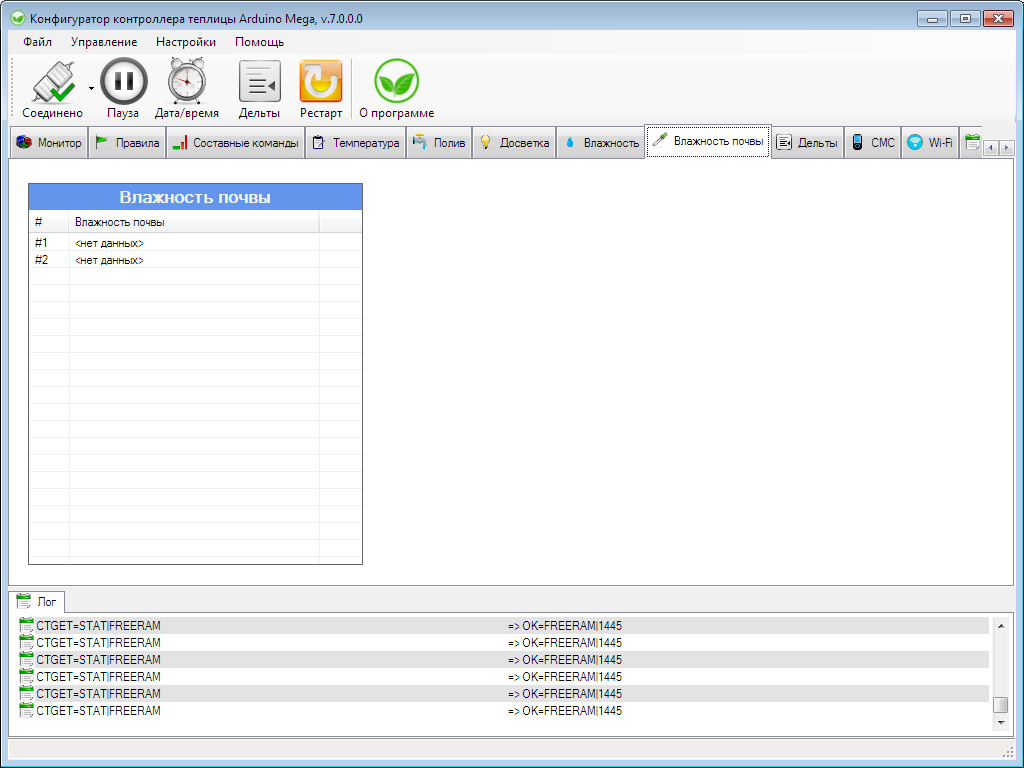 Конфигуратор контроллера теплицы Arduino Mega, v.7.0.0.0
Файл Управление Настройки Помощь
Соединено Пауза Дата/время Дельты Рестарт О программе
Монитор Правила Составные команды Температура Полив Досветка Влажность Влажность почвы Дельты СМС Wi-Fi
Влажность почвы
# Влажность почвы
#1 <нет данных>
#2 <нет данных>
Лог
CTGET=STAT|FREERAM => OK=FREERAM|1445
CTGET=STAT|FREERAM => OK=FREERAM|1445
CTGET=STAT|FREERAM => OK=FREERAM|1445
CTGET=STAT|FREERAM => OK=FREERAM|1445
CTGET=STAT|FREERAM => OK=FREERAM|1445
CTGET=STAT|FREERAM => OK=FREERAM|1445